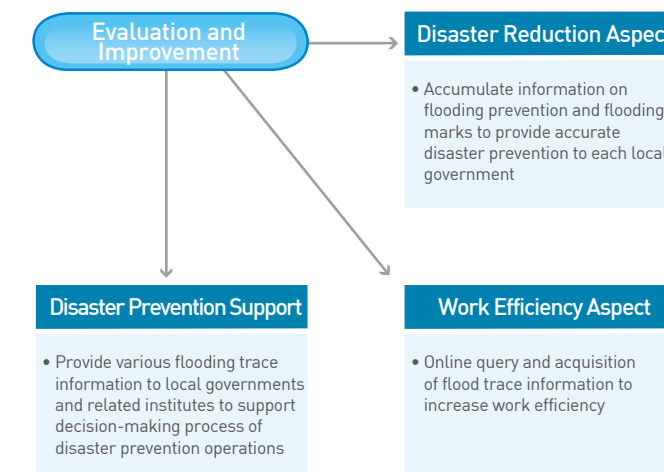 Evaluation and
Improvement
Disaster Reduction Aspec
• Accumulate information on
flooding prevention and flooding
marks to provide accurate
disaster prevention to each local
government
Disaster Prevention Support
• Provide various flooding trace
information to local governments
and related institutes to support
decision-making process of
disaster prevention operations
Work Efficiency Aspect
• Online query and acquisition
of flood trace information to
increase work efficiency